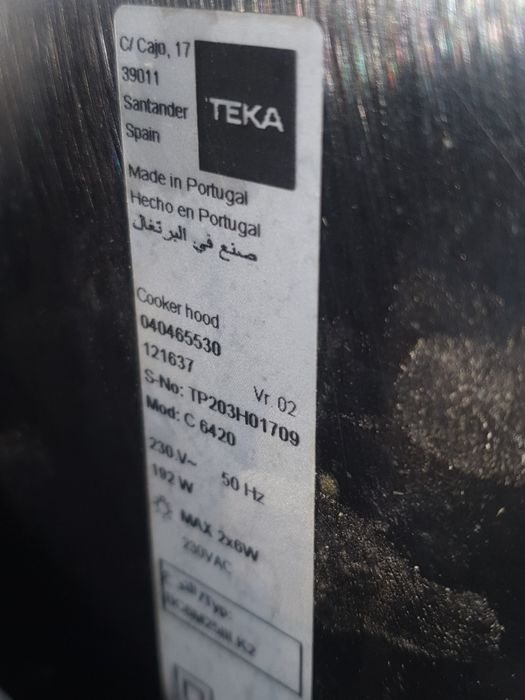 C/ Cajo, 17
39011
Santander
Spain
TEKA
Made in Portugal
Hecho en Portugal
صنع في البرتغال
Cooker hood
040465530
121637 Vr. 02
S-No: TP203H01709
Mod: C 6420
230 V~ 50 Hz
192 W
MAX 2x6W
230VAC